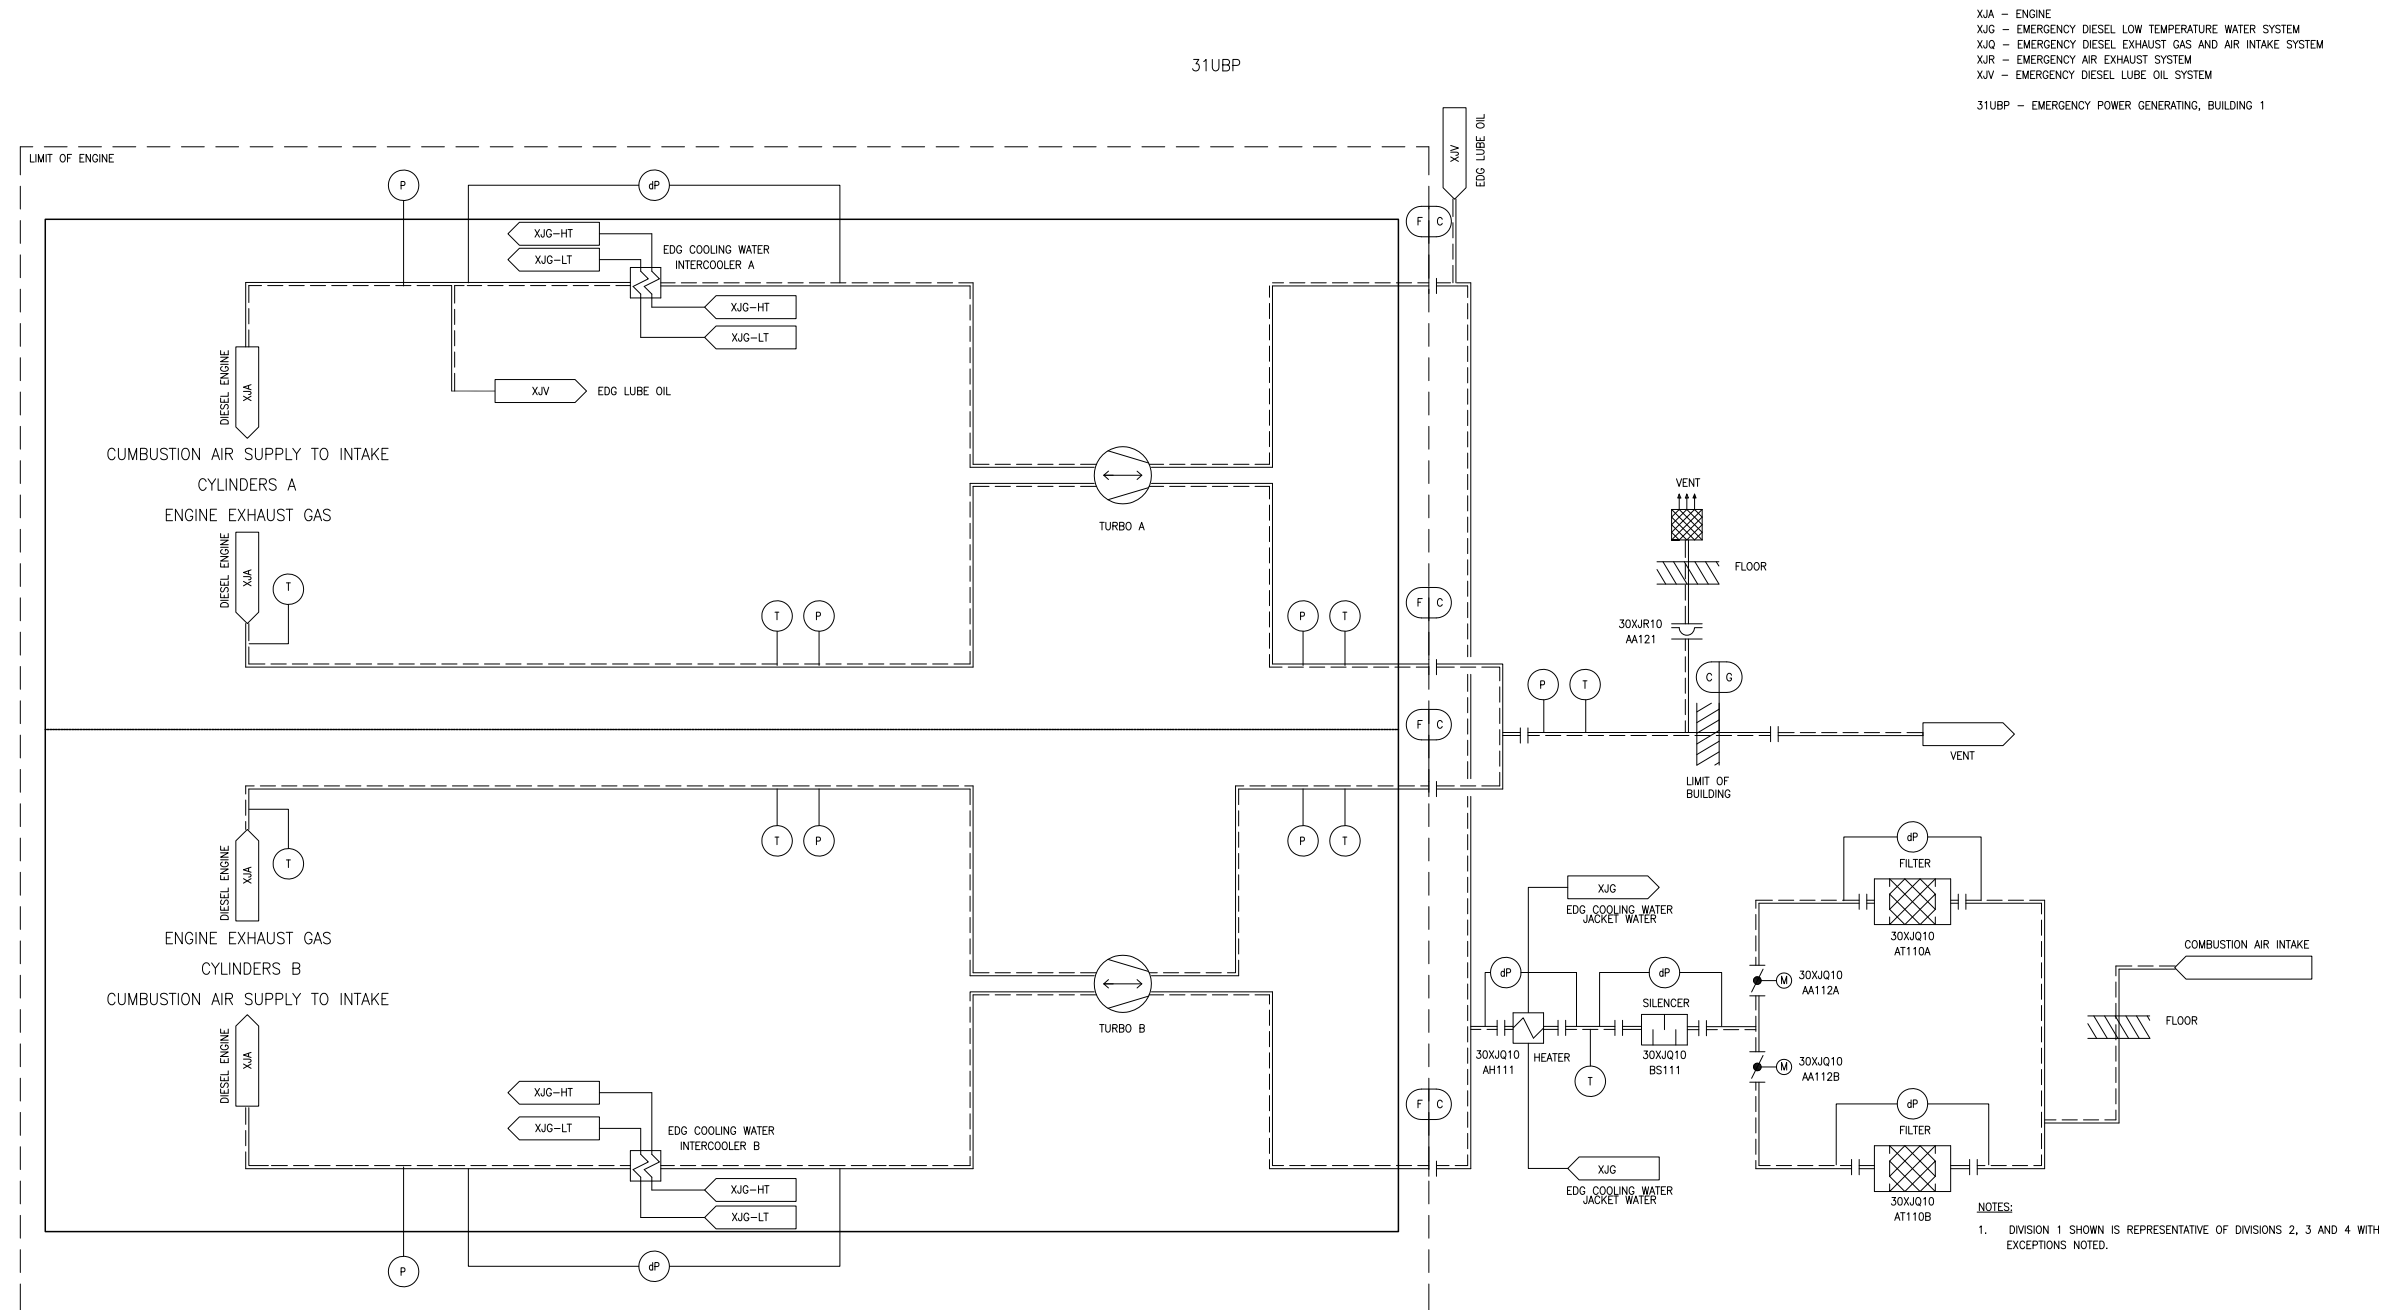 XJA – ENGINE
XJG – EMERGENCY DIESEL LOW TEMPERATURE WATER SYSTEM
XJQ – EMERGENCY DIESEL EXHAUST GAS AND AIR INTAKE SYSTEM
XJR – EMERGENCY AIR EXHAUST SYSTEM
XJV – EMERGENCY DIESEL LUBE OIL SYSTEM
31UBP – EMERGENCY POWER GENERATING, BUILDING 1
31UBP
LIMIT OF ENGINE
XJV
EDG LUBE OIL
P
dP
F C
XJG–HT
XJG–LT
EDG COOLING WATER
INTERCOOLER A
XJG–HT
XJG–LT
DIESEL ENGINE
XJA
XJV
EDG LUBE OIL
CUMBUSTION AIR SUPPLY TO INTAKE
CYLINDERS A
ENGINE EXHAUST GAS
DIESEL ENGINE
XJA
T
TURBO A
T
P
P
T
F C
VENT
FLOOR
30XJR10
AA121
C G
P
T
F C
LIMIT OF
BUILDING
VENT
T
P
P
T
DIESEL ENGINE
XJA
T
ENGINE EXHAUST GAS
CYLINDERS B
CUMBUSTION AIR SUPPLY TO INTAKE
DIESEL ENGINE
XJA
TURBO B
XJG–HT
XJG–LT
EDG COOLING WATER
INTERCOOLER B
XJG–HT
XJG–LT
P
dP
F C
XJG
EDG COOLING WATER
JACKET WATER
dP
30XJQ10
AH111
HEATER
T
dP
SILENCER
30XJQ10
BS111
XJG
EDG COOLING WATER
JACKET WATER
dP
FILTER
30XJQ10
AT110A
M
30XJQ10
AA112A
M
30XJQ10
AA112B
dP
FILTER
30XJQ10
AT110B
COMBUSTION AIR INTAKE
FLOOR
NOTES:
1. DIVISION 1 SHOWN IS REPRESENTATIVE OF DIVISIONS 2, 3 AND 4 WITH
EXCEPTIONS NOTED.